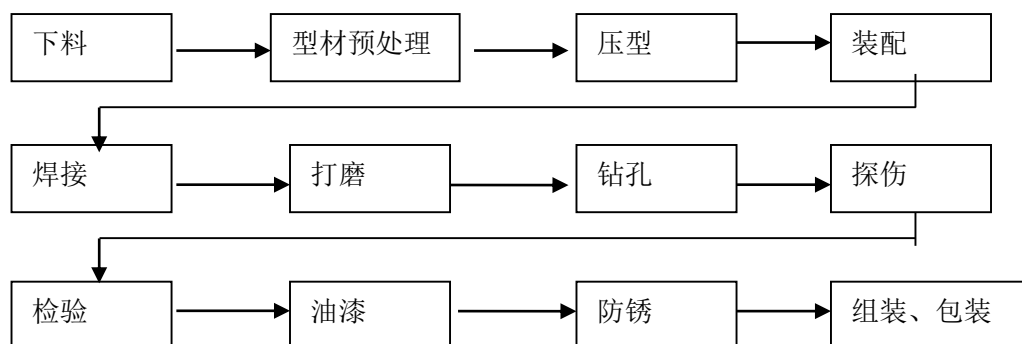 下料
型材预处理
压型
装配
焊接
打磨
钻孔
探伤
检验
油漆
防锈
组装、包装